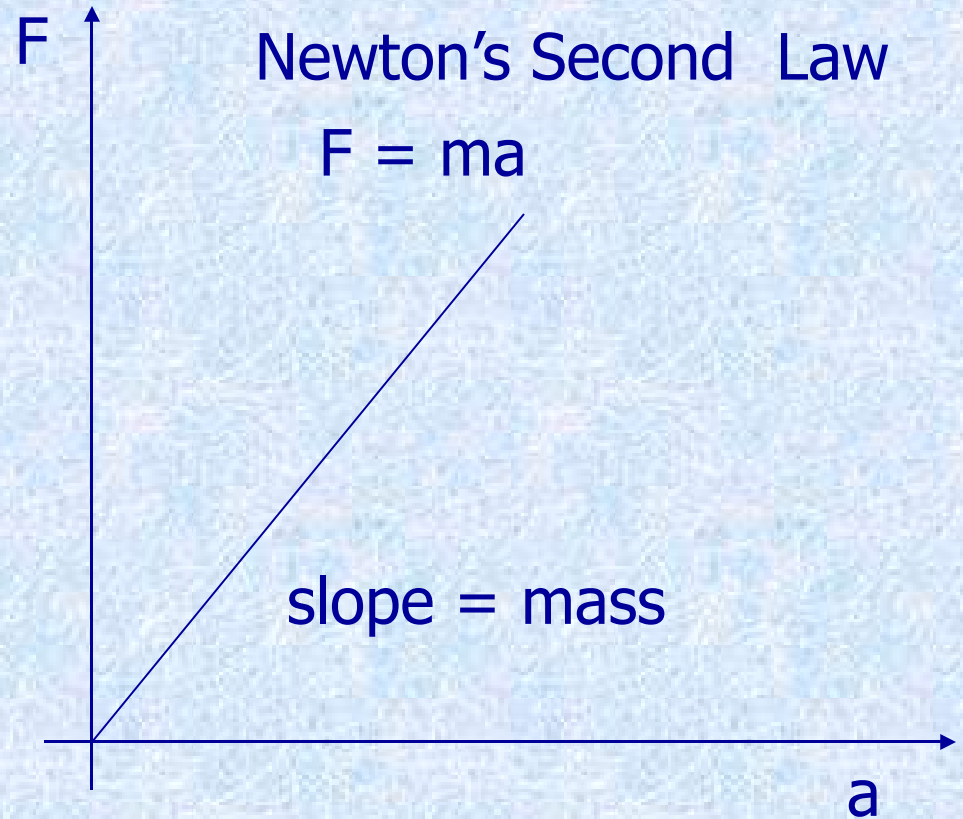 F
Newton’s Second Law
F = ma
slope = mass
a